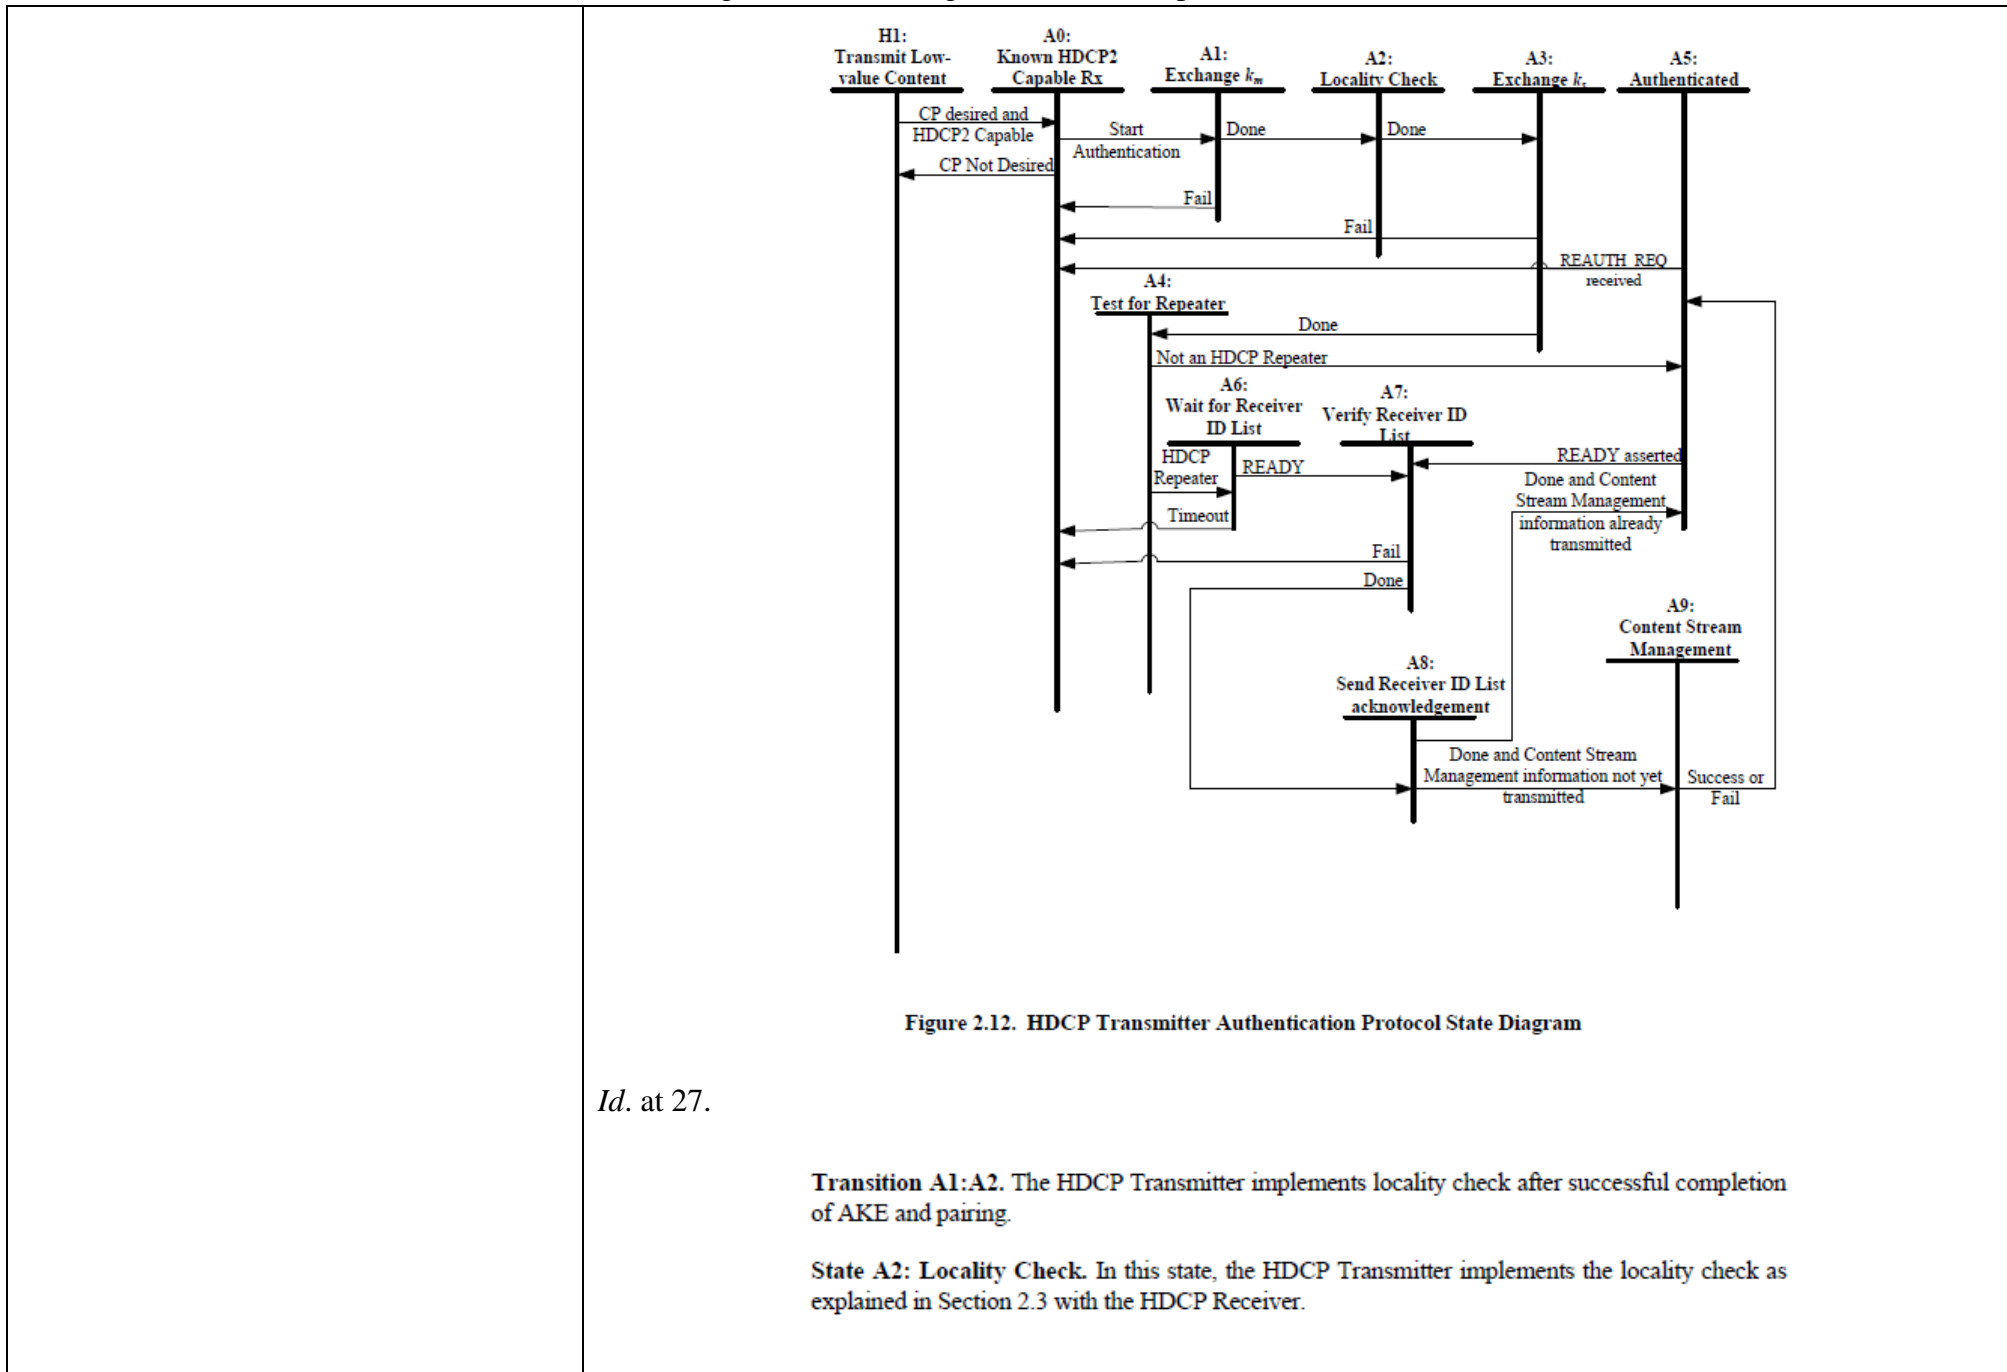 H1:
Transmit Low-
value Content
A0:
Known HDCP2
Capable Rx
A1:
Exchange km
A2:
Locality Check
A3:
Exchange ks
A5:
Authenticated
CP desired and
HDCP2 Capable
Start
Authentication
Done
Done
CP Not Desired
Fail
Fail
REAUTH_REQ
received
A4:
Test for Repeater
Done
Not an HDCP Repeater
A6:
Wait for Receiver
ID List
A7:
Verify Receiver ID
List
HDCP
Repeater
READY
READY asserted
Done and Content
Stream Management
information already
transmitted
Timeout
Fail
Done
A9:
Content Stream
Management
A8:
Send Receiver ID List
acknowledgement
Done and Content Stream
Management information not yet
transmitted
Success or
Fail
Figure 2.12. HDCP Transmitter Authentication Protocol State Diagram
Id. at 27.
Transition A1:A2. The HDCP Transmitter implements locality check after successful completion
of AKE and pairing.
State A2: Locality Check. In this state, the HDCP Transmitter implements the locality check as
explained in Section 2.3 with the HDCP Receiver.